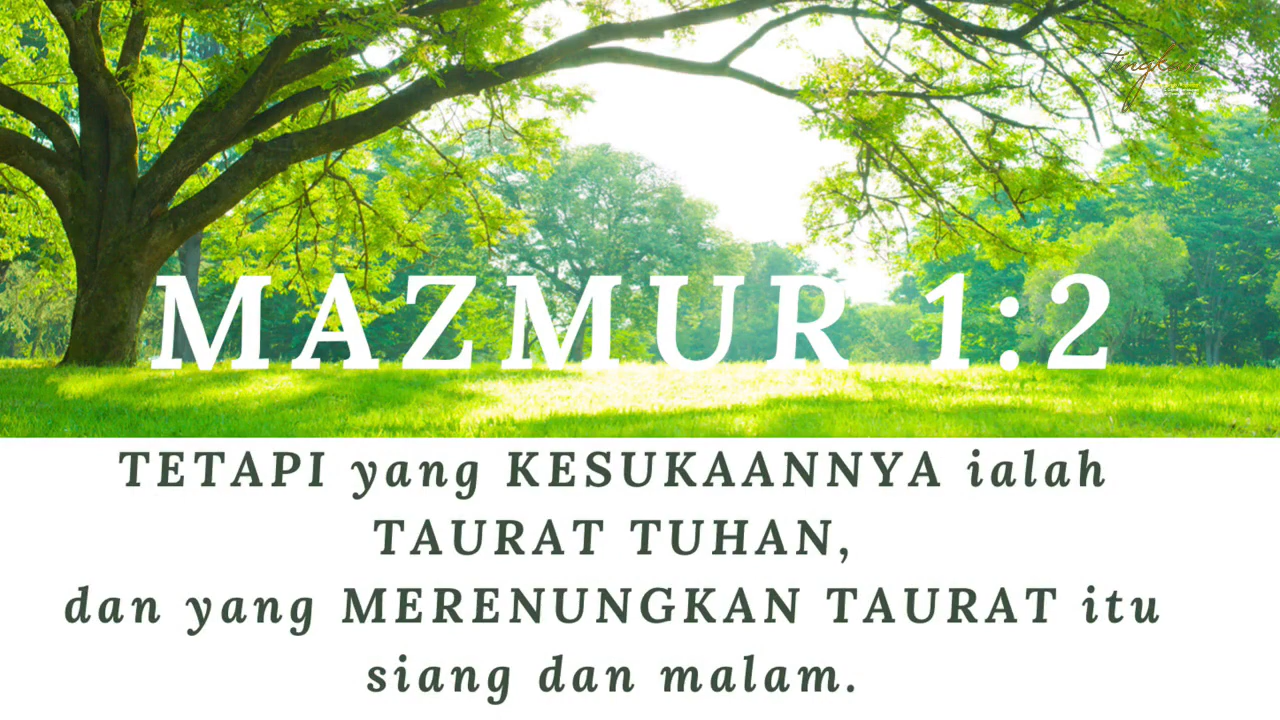 MAZMUR 1:2
TETAPI yang KESUKAANNYA ialah
TAURAT TUHAN,
dan yang MERENUNGKAN TAURAT itu
siang dan malam.